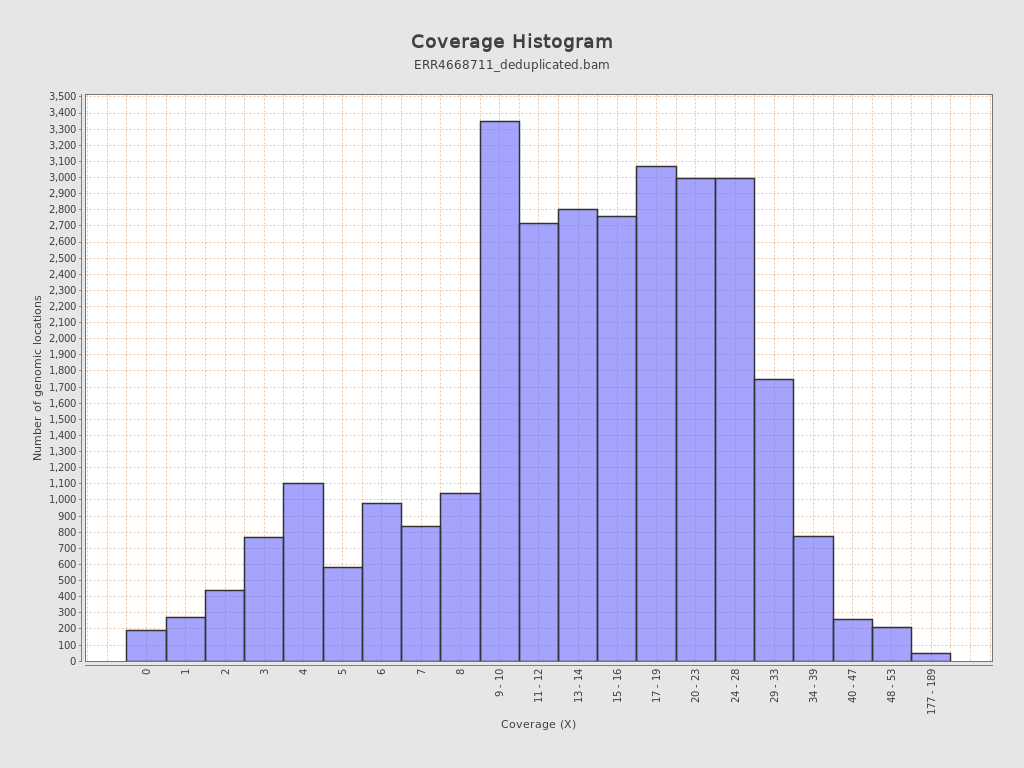 Coverage Histogram
ERR4668711_deduplicated.bam
3,500
3,400
3,300
3,200
3,100
3,000
2,900
2,800
2,700
2,600
2,500
2,400
2,300
2,200
2,100
2,000
1,900
1,800
1,700
1,600
1,500
1,400
1,300
1,200
1,100
1,000
900
800
700
600
500
400
300
200
100
0
Number of genomic locations
0
1
2
3
4
5
6
7
8
9 - 10
11 - 12
13 - 14
15 - 16
17 - 19
20 - 23
24 - 28
29 - 33
34 - 39
40 - 47
48 - 53
177 - 189
Coverage (X)